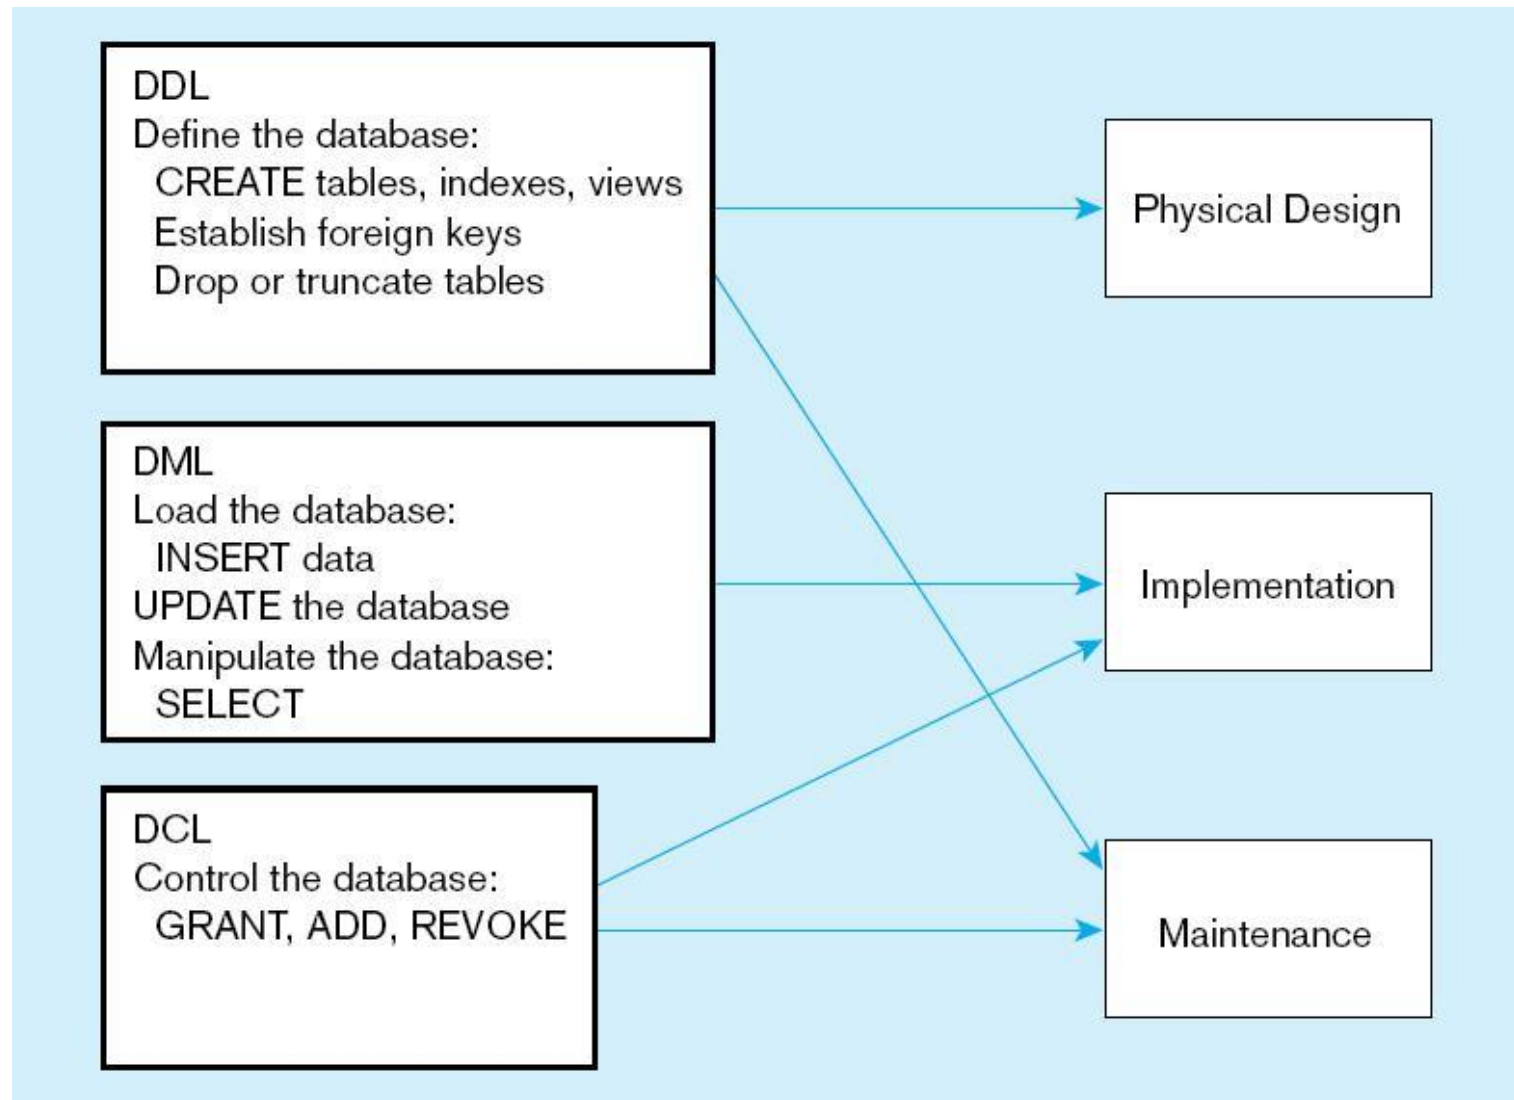 DDL
Define the database:
CREATE tables, indexes, views
Establish foreign keys
Drop or truncate tables
Physical Design
DML
Load the database:
INSERT data
UPDATE the database
Manipulate the database:
SELECT
Implementation
DCL
Control the database:
GRANT, ADD, REVOKE
Maintenance